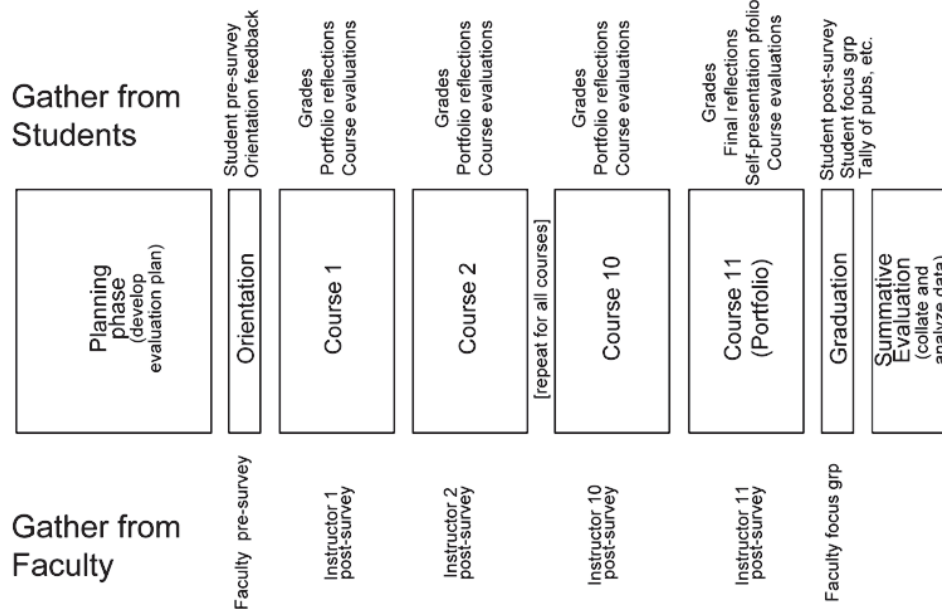 Gather from
Students
Student pre-survey
Orientation feedback
Grades
Portfolio reflections
Course evaluations
Grades
Portfolio reflections
Course evaluations
Grades
Portfolio reflections
Course evaluations
Grades
Final reflections
Self-presentation pfolio
Course evaluations
Student post-survey
Student focus grp
Tally of pubs, etc.
Planning
phase
(develop
evaluation plan)
Orientation
Course 1
Course 2
[repeat for all courses]
Course 10
Course 11
(Portfolio)
Graduation
Summative
Evaluation
(collate and
analyze data)
Gather from
Faculty
Faculty pre-survey
Instructor 1
post-survey
Instructor 2
post-survey
Instructor 10
post-survey
Instructor 11
post-survey
Faculty focus grp